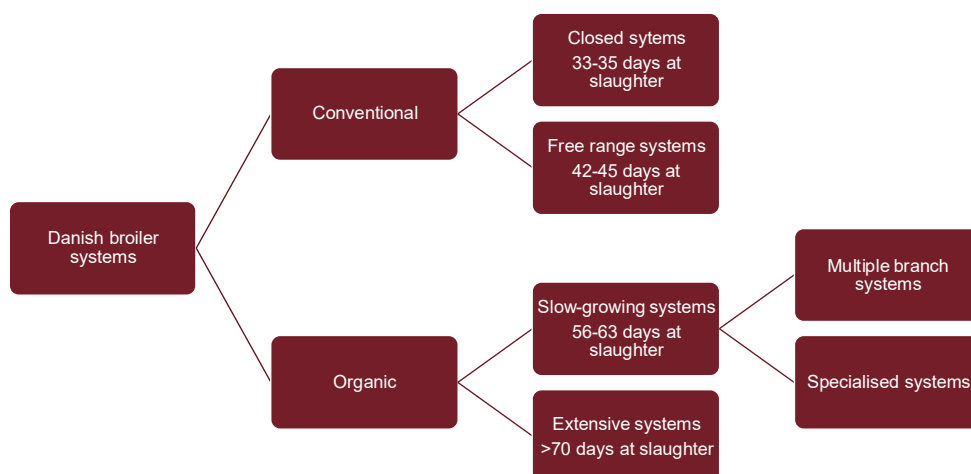 Danish broiler
systems
Conventional
Closed sytems
33-35 days at
slaughter
Free range systems
42-45 days at
slaughter
Organic
Slow-growing systems
56-63 days at
slaughter
Multiple branch
systems
Specialised systems
Extensive systems
>70 days at slaughter